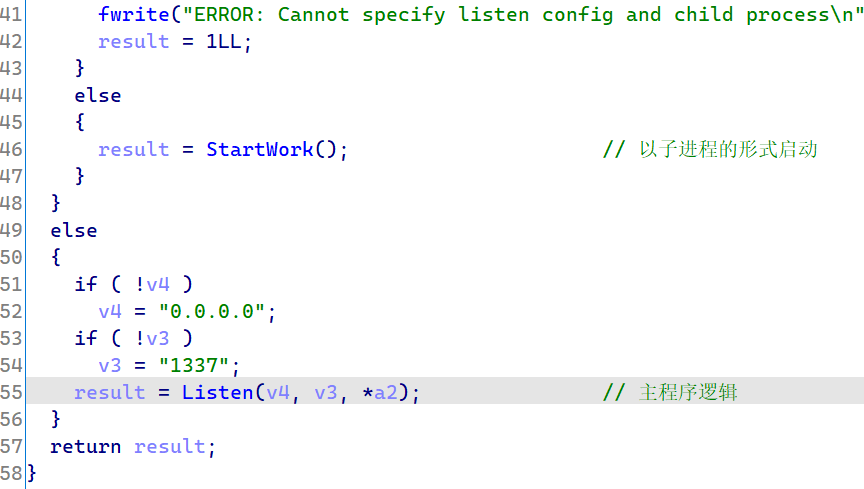 41 fwrite("ERROR: Cannot specify listen config and child process\n"
42 result = 1LL;
43 }
44 else
45 {
46 result = StartWork(); // 以子进程的形式启动
47 }
48 }
49 else
50 {
51 if ( !v4 )
52 v4 = "0.0.0.0";
53 if ( !v3 )
54 v3 = "1337";
55 result = Listen(v4, v3, *a2); // 主程序逻辑
56 }
57 return result;
58 }